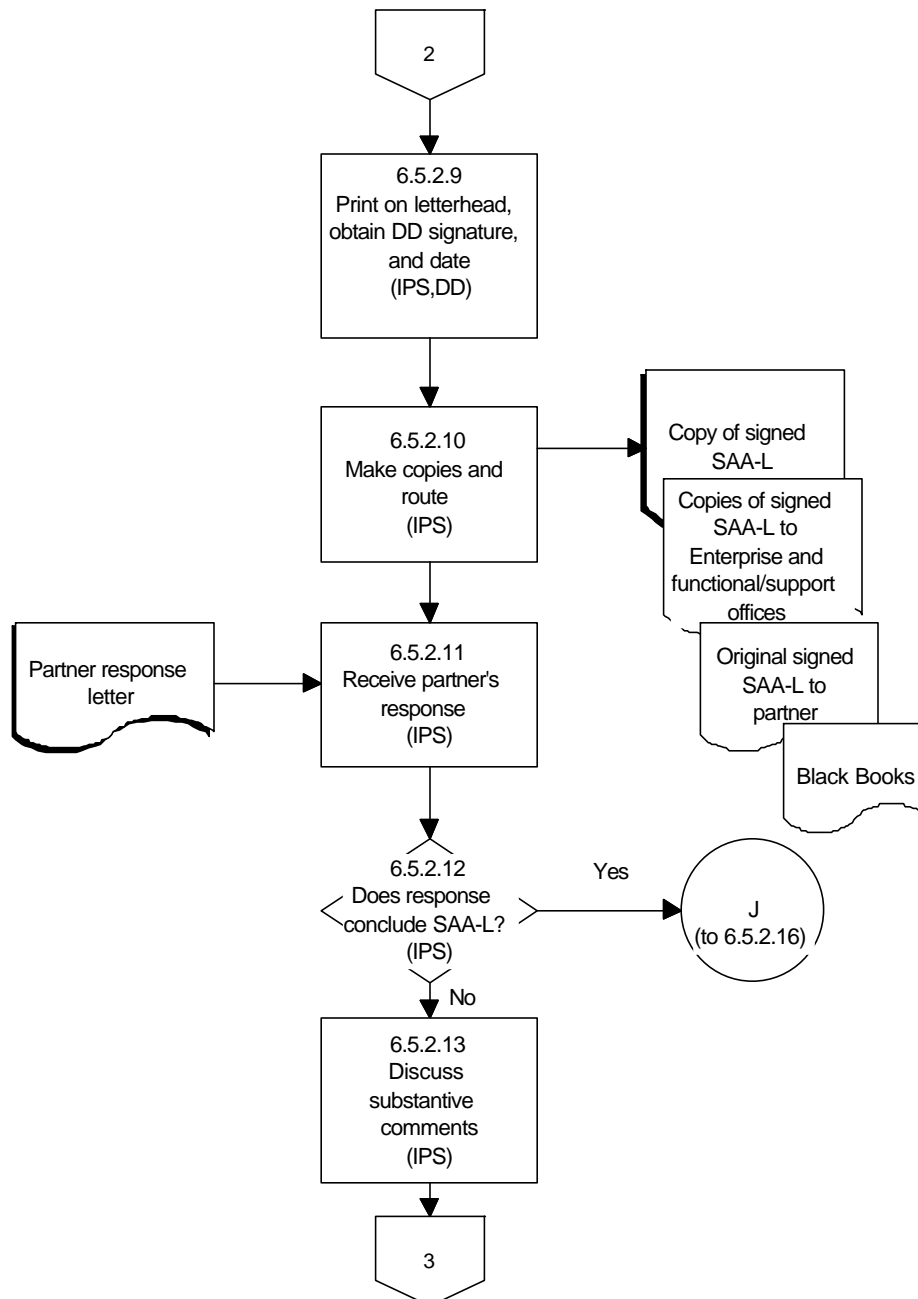 2
6.5.2.9
Print on letterhead,
obtain DD signature,
and date
(IPS,DD)
6.5.2.10
Make copies and
route
(IPS)
Copy of signed
SAA-L
Copies of signed
SAA-L to
Enterprise and
functional/support
offices
Original signed
SAA-L to
partner
Black Books
Partner response
letter
6.5.2.11
Receive partner's
response
(IPS)
6.5.2.12
Does response
conclude SAA-L?
(IPS)
Yes
J
(to 6.5.2.16)
No
6.5.2.13
Discuss
substantive
comments
(IPS)
3